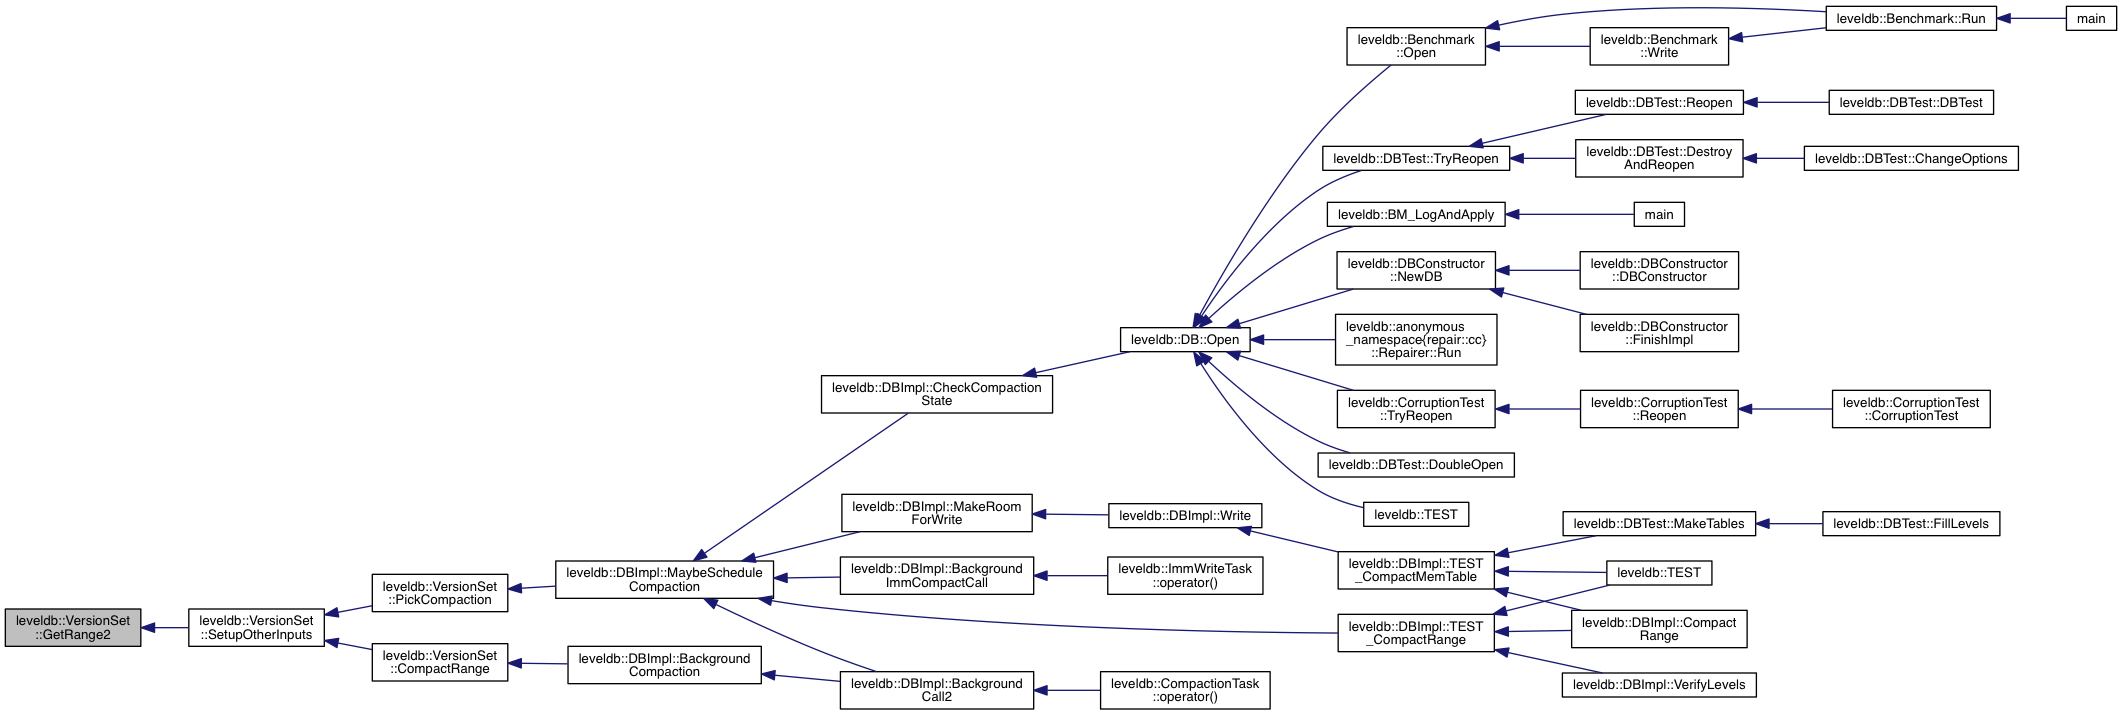 leveldb::VersionSet
::GetRange2
leveldb::VersionSet
::SetupOtherInputs
leveldb::VersionSet
::PickCompaction
leveldb::VersionSet
::CompactRange
leveldb::DBImpl::MaybeSchedule
Compaction
leveldb::DBImpl::Background
Compaction
leveldb::DBImpl::CheckCompaction
State
leveldb::DBImpl::MakeRoom
ForWrite
leveldb::DBImpl::Background
ImmCompactCall
leveldb::DBImpl::Background
Call2
leveldb::DB::Open
leveldb::DBImpl::Write
leveldb::ImmWriteTask
::operator()
leveldb::CompactionTask
::operator()
leveldb::Benchmark
::Open
leveldb::DBTest::TryReopen
leveldb::BM_LogAndApply
leveldb::DBConstructor
::NewDB
leveldb::anonymous
_namespace{repair::cc}
::Repairer::Run
leveldb::CorruptionTest
::TryReopen
leveldb::DBTest::DoubleOpen
leveldb::TEST
leveldb::DBImpl::TEST
_CompactMemTable
leveldb::DBImpl::TEST
_CompactRange
leveldb::Benchmark
::Write
leveldb::DBTest::Reopen
leveldb::DBTest::Destroy
AndReopen
main
leveldb::DBConstructor
::DBConstructor
leveldb::DBConstructor
::FinishImpl
leveldb::CorruptionTest
::Reopen
leveldb::DBTest::MakeTables
leveldb::TEST
leveldb::DBImpl::Compact
Range
leveldb::DBImpl::VerifyLevels
leveldb::Benchmark::Run
leveldb::DBTest::DBTest
leveldb::DBTest::ChangeOptions
leveldb::CorruptionTest
::CorruptionTest
leveldb::DBTest::FillLevels
main